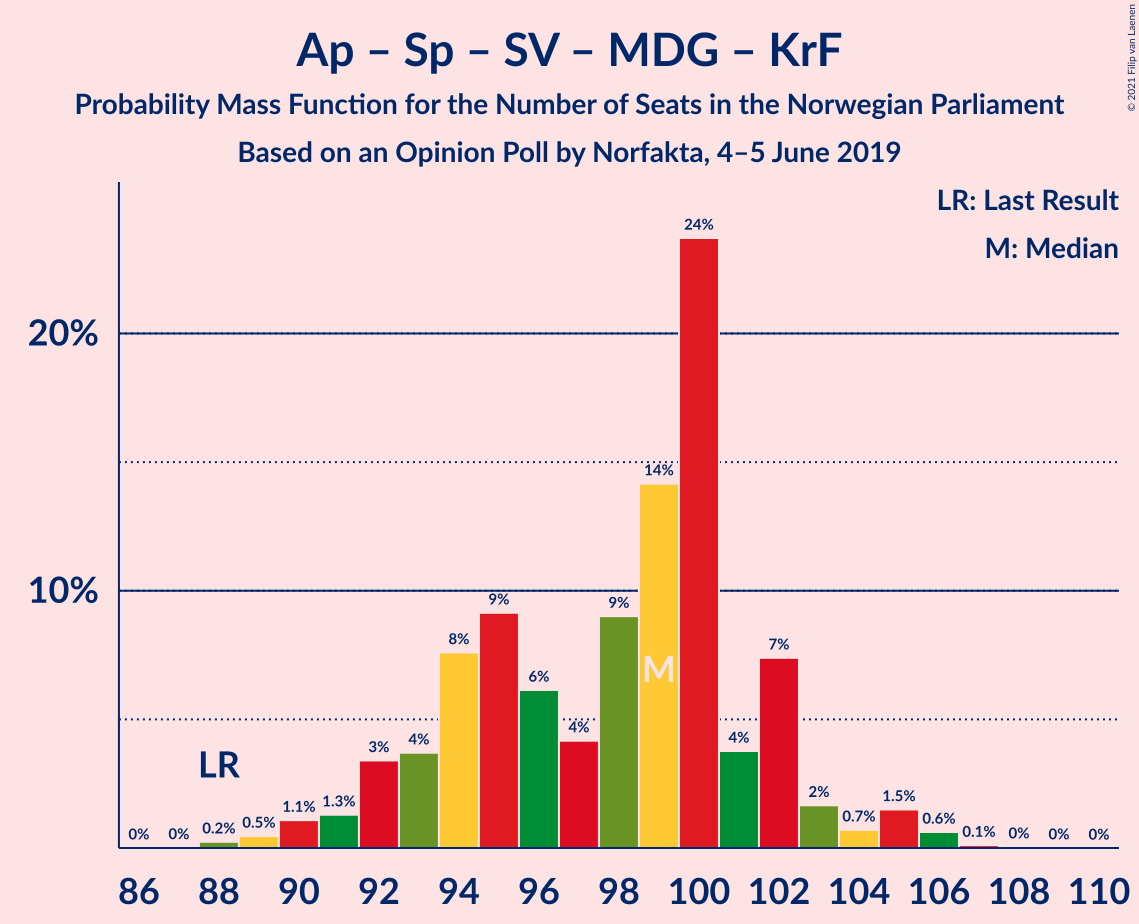 Ap – Sp – SV – MDG – KrF
Probability Mass Function for the Number of Seats in the Norwegian Parliament
Based on an Opinion Poll by Norfakta, 4–5 June 2019
© 2021 Filip van Laenen
LR: Last Result
M: Median
20%
10%
0% 0% 0.2% 0.5% 1.1% 1.3% 3% 4% 8% 9% 6% 4% 9% 14% 24% 4% 7% 2% 0.7% 1.5% 0.6% 0.1% 0% 0% 0%
LR
M
86 88 90 92 94 96 98 100 102 104 106 108 110